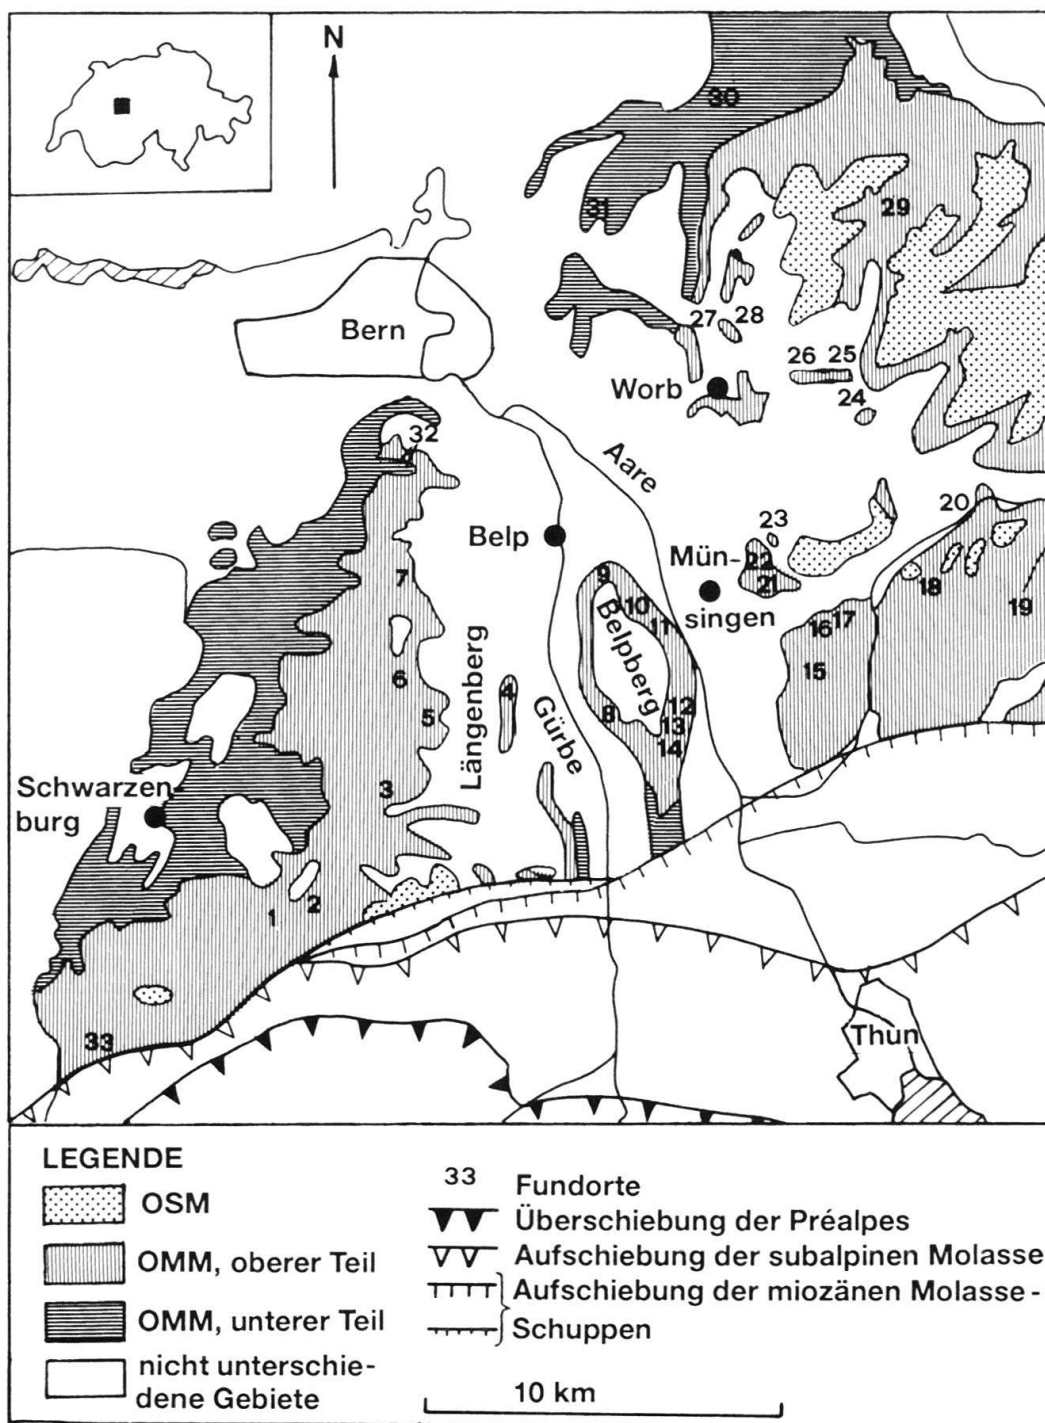 N
30
29
31
27 28
Bern
26 25
Worb
24
32
Aare
20
23
Belp
22
Mün-
singen
21
7
9
10
11
18
19
16 17
15
Belpberg
Längenberg
6
4
5
Gürbe
8
12
13
14
Schwarzen-
burg
3
1
2
33
Thun
LEGENDE
OSM
OMM, oberer Teil
OMM, unterer Teil
nicht unterschie-
dene Gebiete
33 Fundorte
Überschiebung der Préalpes
Aufschiebung der subalpinen Molasse
Aufschiebung der miozänen Molasse-
Schuppen
10 km